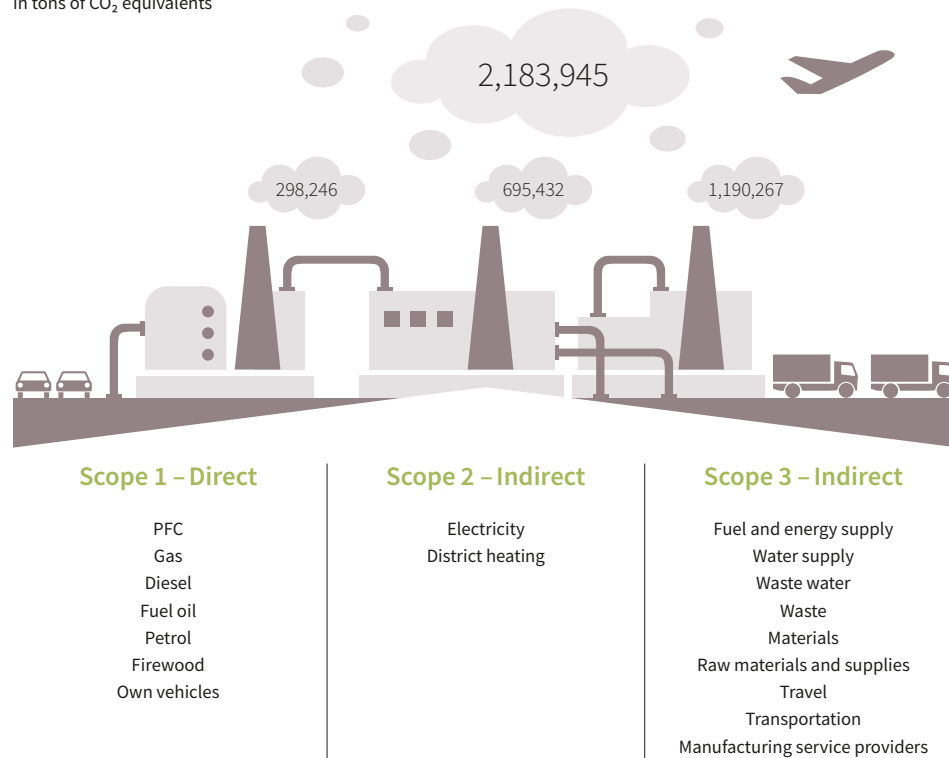 in tons of CO₂ equivalents
2,183,945
298,246
695,432
1,190,267
Scope 1 – Direct
PFC
Gas
Diesel
Fuel oil
Petrol
Firewood
Own vehicles
Scope 2 – Indirect
Electricity
District heating
Scope 3 – Indirect
Fuel and energy supply
Water supply
Waste water
Waste
Materials
Raw materials and supplies
Travel
Transportation
Manufacturing service providers